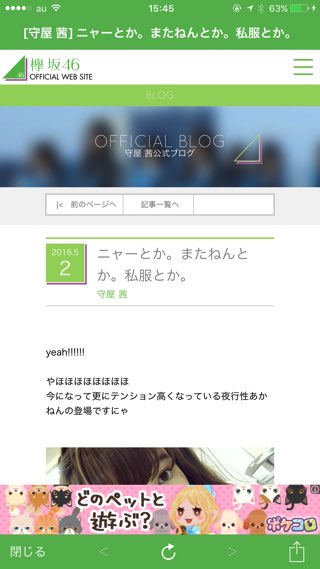 au 15:45 63%
[守屋 茜] ニャーとか。またねんとか。私服とか。
46 欅坂46
OFFICIAL WEB SITE
BLOG
OFFICIAL BLOG
守屋 茜公式ブログ
|< 前のページへ 記事一覧へ
2016.5
2
ニャーとか。またねんと
か。私服とか。
守屋 茜
yeah!!!!!!
やほほほほほほほほ
今になって更にテンション高くなっている夜行性あか
ねんの登場ですにゃ
どのペットと
遊ぶ?
ポケコロ
閉じる